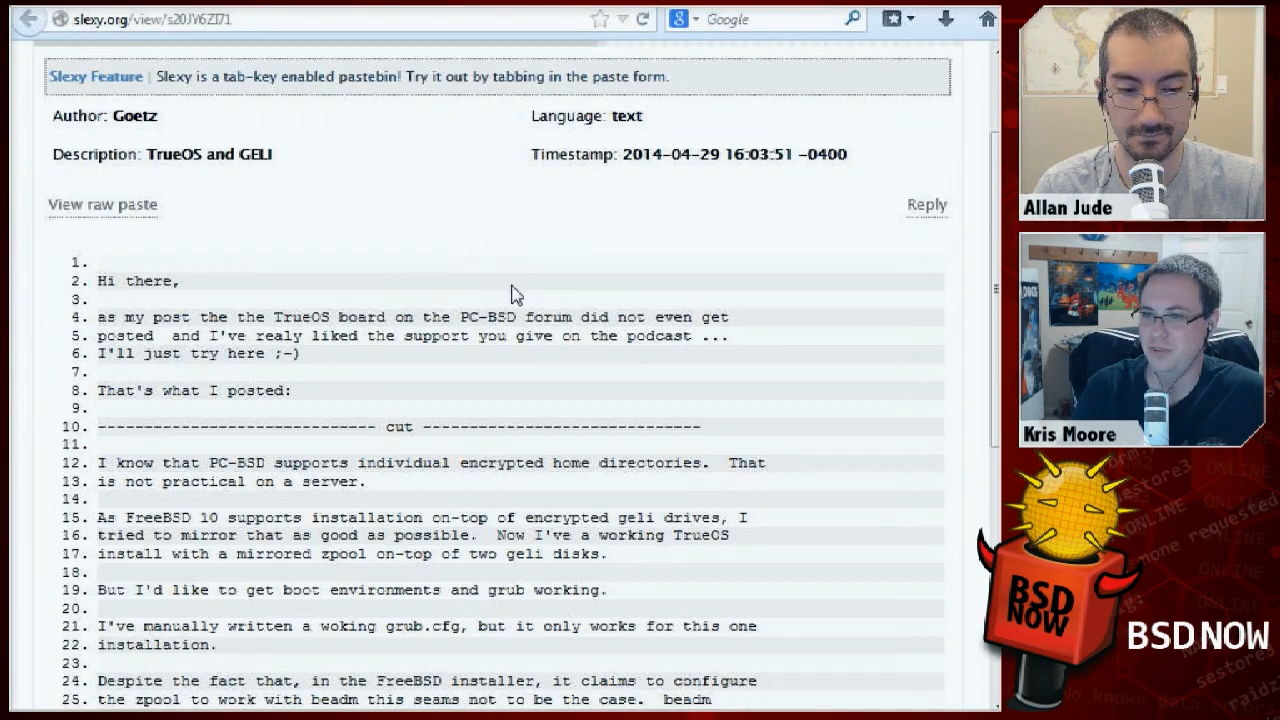 slexy.org/view/s20JV6ZI71
Google
Slexy Feature | Slexy is a tab-key enabled pastebin! Try it out by tabbing in the paste form.
Author: Goetz
Language: text
Description: TrueOS and GELI
Timestamp: 2014-04-29 16:03:51 -0400
View raw paste
Reply
1.
2. Hi there,
3.
4. as my post the the TrueOS board on the PC-BSD forum did not even get
5. posted  and I've realy liked the support you give on the podcast ...
6. I'll just try here ;-)
7.
8. That's what I posted:
9.
10. ------------------------------ cut ------------------------------
11.
12. I know that PC-BSD supports individual encrypted home directories.  That
13. is not practical on a server.
14.
15. As FreeBSD 10 supports installation on-top of encrypted geli drives, I
16. tried to mirror that as good as possible.  Now I've a working TrueOS
17. install with a mirrored zpool on-top of two geli disks.
18.
19. But I'd like to get boot environments and grub working.
20.
21. I've manually written a woking grub.cfg, but it only works for this one
22. installation.
23.
24. Despite the fact that, in the FreeBSD installer, it claims to configure
25. the zpool to work with beadm this seams not to be the case.  beadm
Allan Jude
Kris Moore
BSD
NOW
BSD NOW